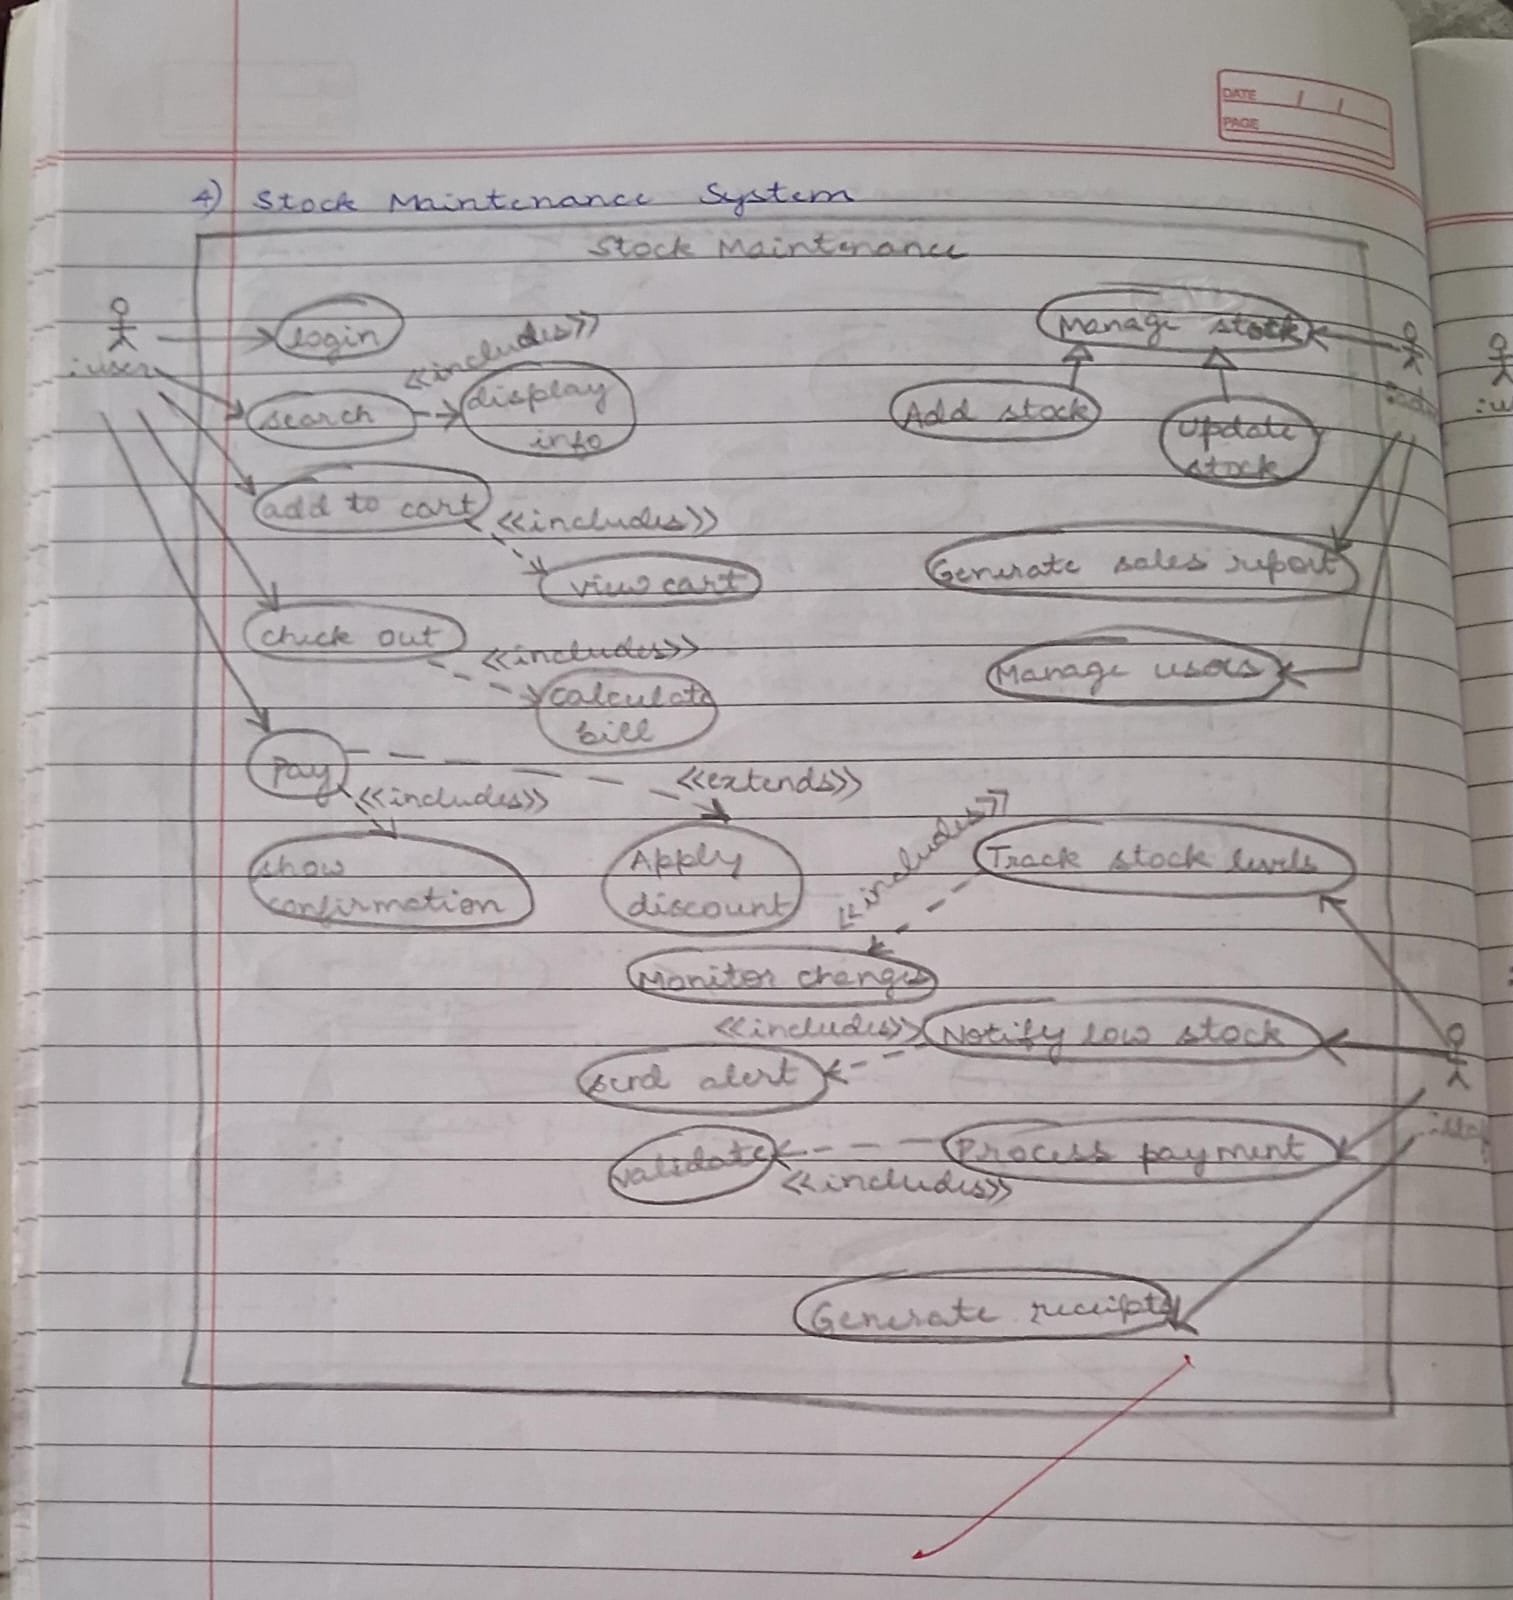 DATE / /
PAGE
4) Stock Maintenance System
Stock Maintenance
login
Manage stock
<<includes>>
:user
search
display
info
Add stock
Update
stock
add to cart
<<includes>>
view cart
Generate sales report
check out
<<includes>>
calculate
bill
Manage users
Pay
<<includes>>
<<extends>>
show
confirmation
Apply
discount
<<includes>>
Track stock levels
Monitor changes
<<includes>>
Notify low stock
send alert
validate
Process payment
<<includes>>
Generate receipts